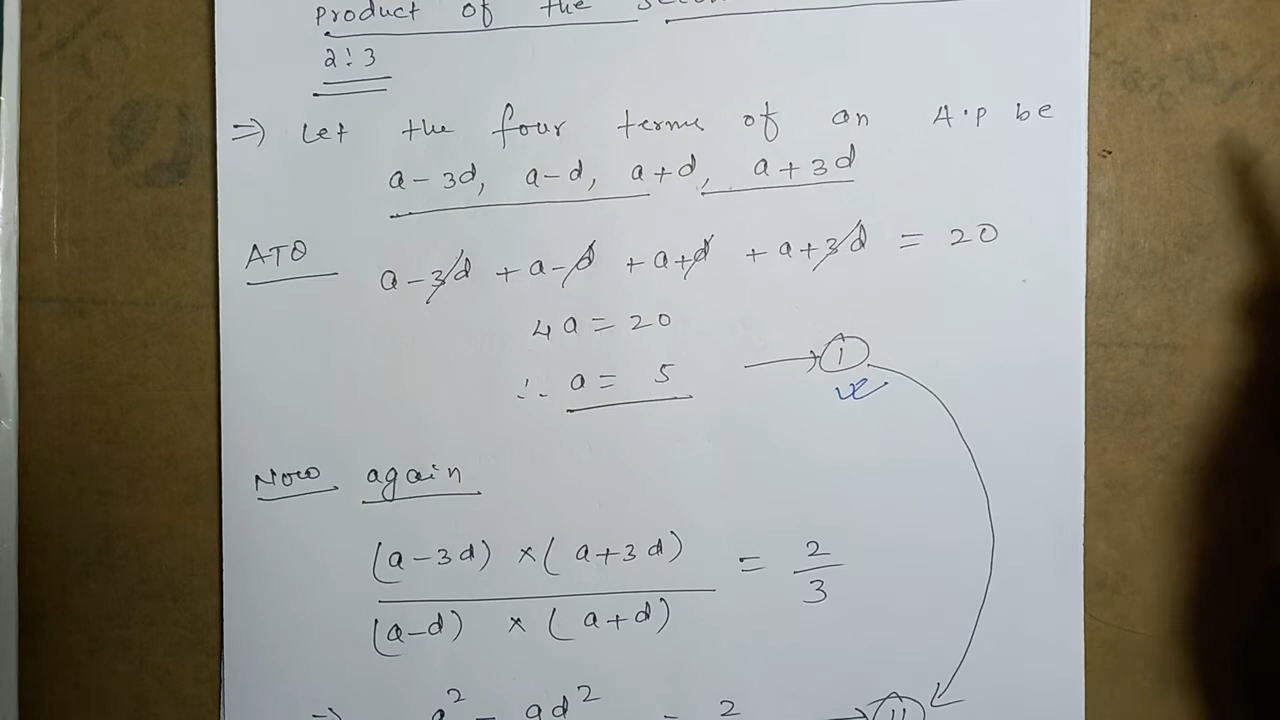 product of the
2:3
⇒ Let the four terms of an A.P be
a-3d, a-d, a+d, a+3d
ATQ a-3d + a-d + a+d + a+3d = 20
4a = 20
∴ a = 5 → (i)
Now again
(a-3d) × (a+3d) = 2
(a-d) × (a+d) 3
⇒ a² - 9d² = 2 → (ii)